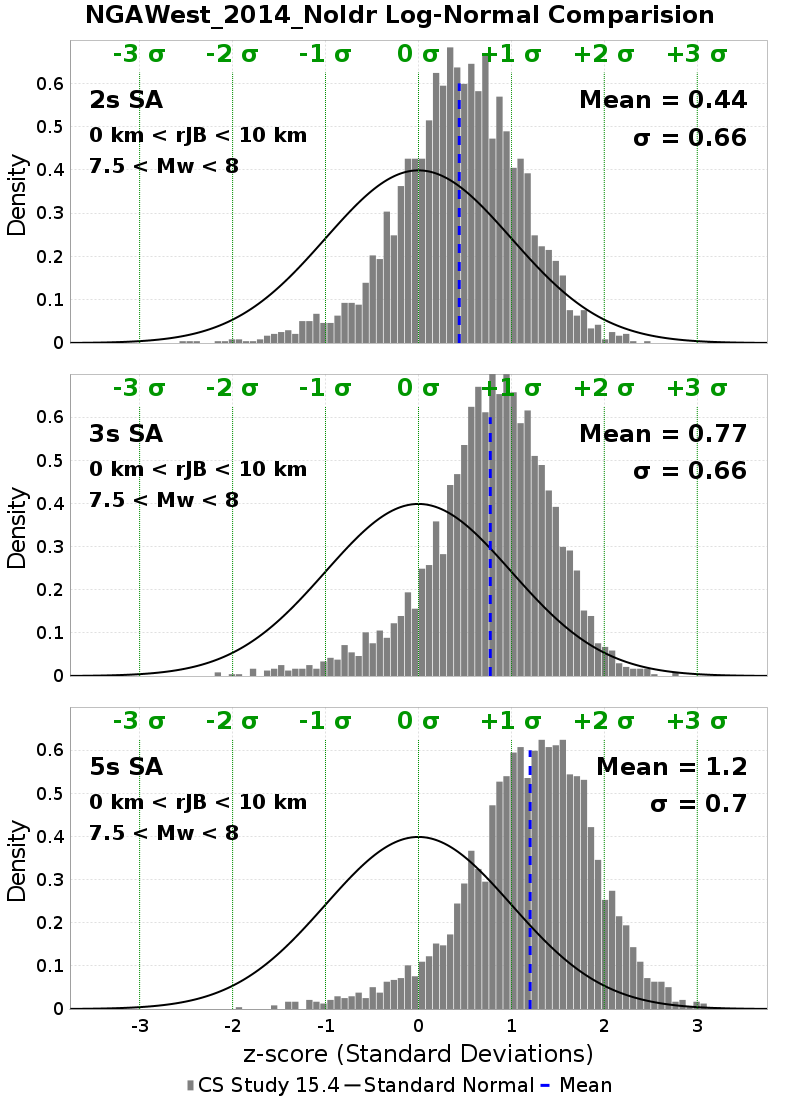 NGAWest_2014_NoIdr Log-Normal Comparision
-3 σ -2 σ -1 σ 0 σ +1 σ +2 σ +3 σ
2s SA
0 km < rJB < 10 km
7.5 < Mw < 8
Mean = 0.44
σ = 0.66
Density
0.6
0.5
0.4
0.3
0.2
0.1
0
-3 σ -2 σ -1 σ 0 σ +1 σ +2 σ +3 σ
3s SA
0 km < rJB < 10 km
7.5 < Mw < 8
Mean = 0.77
σ = 0.66
Density
0.6
0.5
0.4
0.3
0.2
0.1
0
-3 σ -2 σ -1 σ 0 σ +1 σ +2 σ +3 σ
5s SA
0 km < rJB < 10 km
7.5 < Mw < 8
Mean = 1.2
σ = 0.7
Density
0.6
0.5
0.4
0.3
0.2
0.1
0
-3 -2 -1 0 1 2 3
z-score (Standard Deviations)
CS Study 15.4 Standard Normal Mean